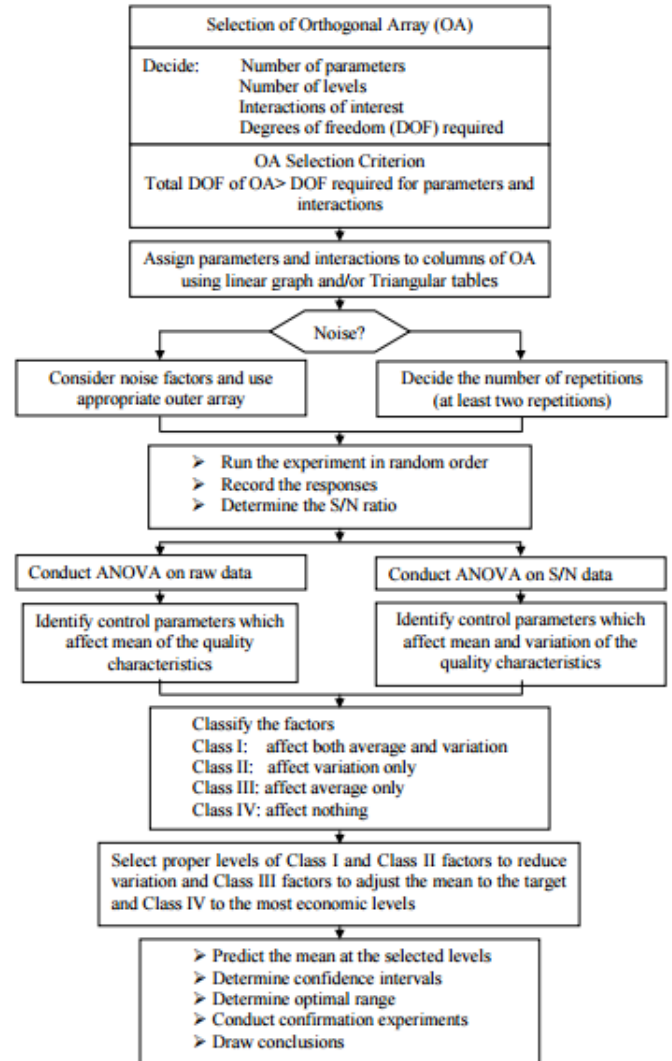 Selection of Orthogonal Array (OA)
Decide: Number of parameters
Number of levels
Interactions of interest
Degrees of freedom (DOF) required
OA Selection Criterion
Total DOF of OA> DOF required for parameters and
interactions
Assign parameters and interactions to columns of OA
using linear graph and/or Triangular tables
Noise?
Consider noise factors and use
appropriate outer array
Decide the number of repetitions
(at least two repetitions)
➤ Run the experiment in random order
➤ Record the responses
➤ Determine the S/N ratio
Conduct ANOVA on raw data
Conduct ANOVA on S/N data
Identify control parameters which
affect mean of the quality
characteristics
Identify control parameters which
affect mean and variation of the
quality characteristics
Classify the factors
Class I: affect both average and variation
Class II: affect variation only
Class III: affect average only
Class IV: affect nothing
Select proper levels of Class I and Class II factors to reduce
variation and Class III factors to adjust the mean to the target
and Class IV to the most economic levels
➤ Predict the mean at the selected levels
➤ Determine confidence intervals
➤ Determine optimal range
➤ Conduct confirmation experiments
➤ Draw conclusions